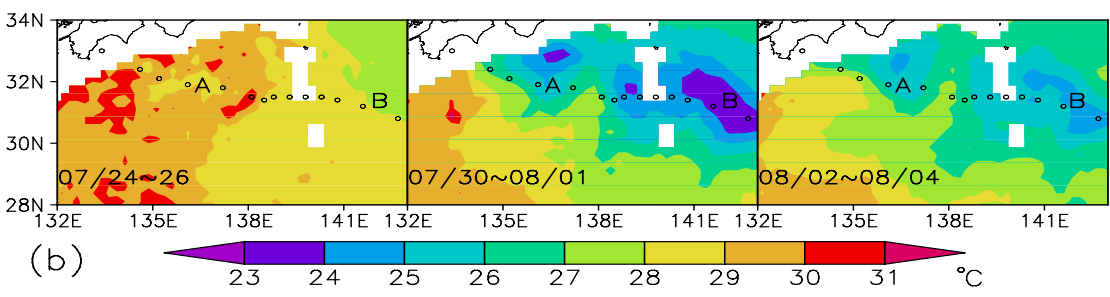 34N
32N
30N
28N
A
B
07/24~26
A
B
07/30~08/01
A
B
08/02~08/04
132E 135E 138E 141E 132E 135E 138E 141E 132E 135E 138E 141E
(b)
23 24 25 26 27 28 29 30 31 °C